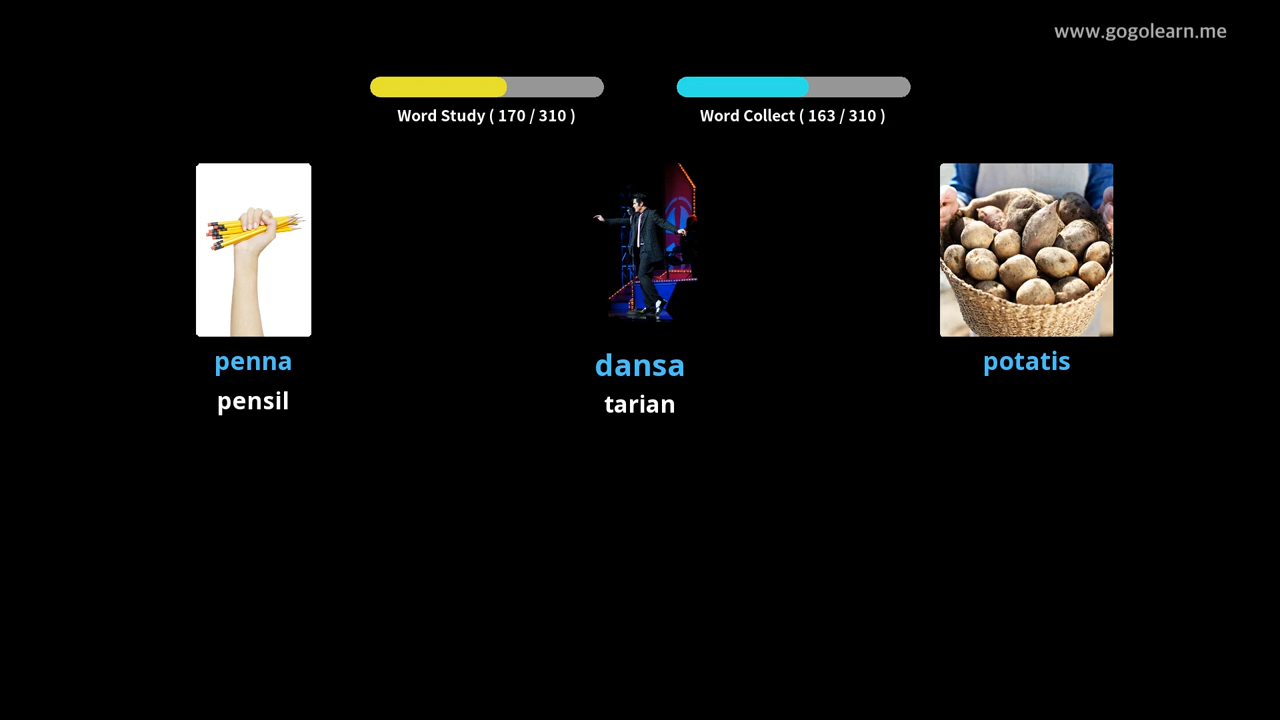 www.gogolearn.me
Word Study ( 170 / 310 )
Word Collect ( 163 / 310 )
penna
pensil
dansa
tarian
potatis